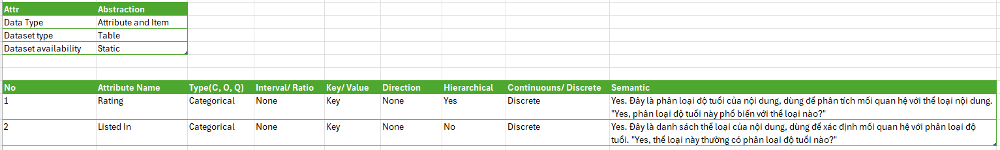 Attr Abstraction
Data Type Attribute and Item
Dataset type Table
Dataset availability Static
No Attribute Name Type(C, O, Q) Interval/ Ratio Key/ Value Direction Hierarchical Continuouns/ Discrete Semantic
1 Rating Categorical None Key None Yes Discrete Yes. Đây là phân loại độ tuổi của nội dung, dùng để phân tích mối quan hệ với thể loại nội dung.
"Yes, phân loại độ tuổi này phổ biến với thể loại nào?"
2 Listed In Categorical None Key None No Discrete Yes. Đây là danh sách thể loại của nội dung, dùng để xác định mối quan hệ với phân loại độ
tuổi. "Yes, thể loại này thường có phân loại độ tuổi nào?"